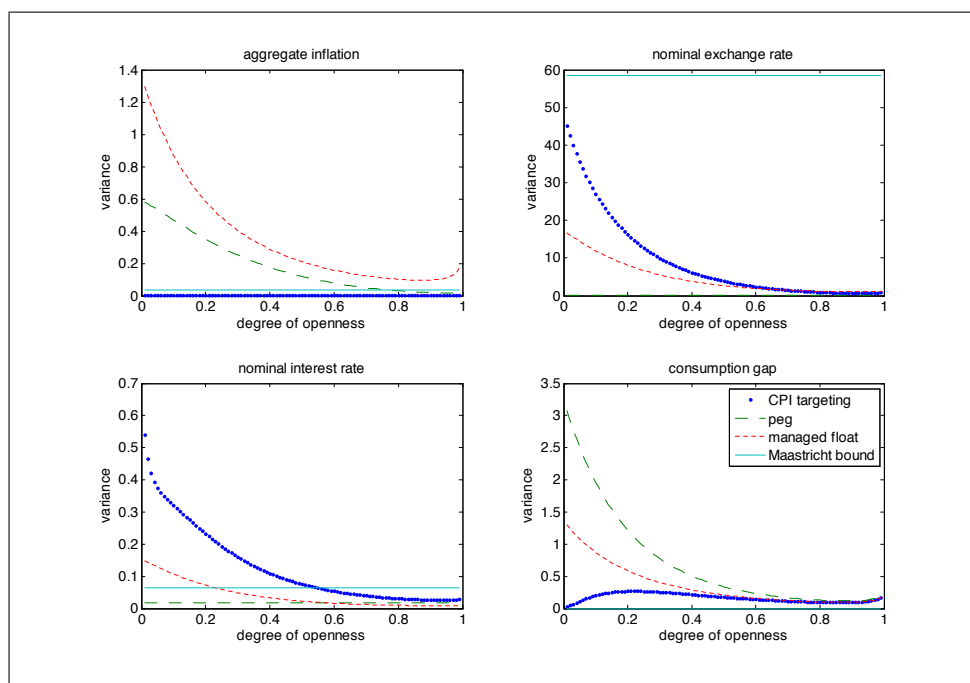 aggregate inflation
1.4
1.2
1
0.8
0.6
0.4
0.2
0
variance
0 0.2 0.4 0.6 0.8 1
degree of openness
nominal exchange rate
60
50
40
30
20
10
0
variance
0 0.2 0.4 0.6 0.8 1
degree of openness
nominal interest rate
0.7
0.6
0.5
0.4
0.3
0.2
0.1
0
variance
0 0.2 0.4 0.6 0.8 1
degree of openness
consumption gap
3.5
3
2.5
2
1.5
1
0.5
0
variance
CPI targeting
peg
managed float
Maastricht bound
0 0.2 0.4 0.6 0.8 1
degree of openness